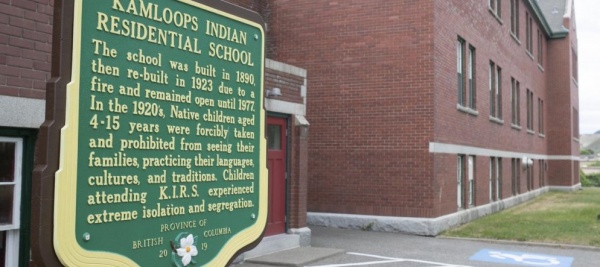 KAMLOOPS INDIAN
RESIDENTIAL SCHOOL
The school was built in 1890,
then re-built in 1923 due to a
fire and remained open until 1977.
In the 1920's, Native children aged
4-15 years were forcibly taken
and prohibited from seeing their
families, practicing their languages,
cultures, and traditions. Children
attending K.I.R.S. experienced
extreme isolation and segregation.
PROVINCE OF
BRITISH COLUMBIA
20 19